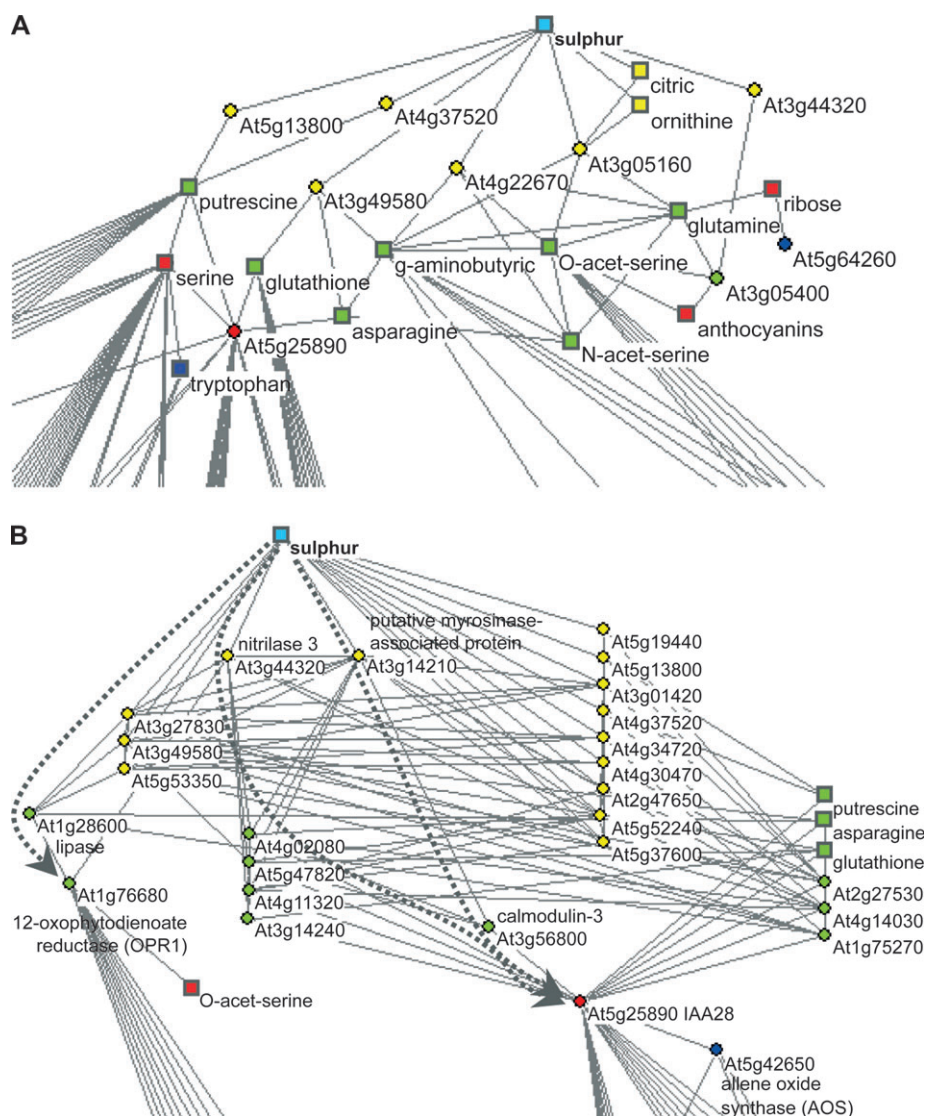 A
sulphur
citric
At5g13800
At4g37520
ornithine
At3g44320
At3g05160
At4g22670
putrescine
At3g49580
ribose
glutamine
serine
glutathione
g-aminobutyric
O-acet-serine
At5g64260
At3g05400
At5g25890
asparagine
anthocyanins
N-acet-serine
tryptophan
B
sulphur
nitrilase 3
At3g44320
putative myrosinase-
associated protein
At3g14210
At5g19440
At5g13800
At3g01420
At4g37520
At4g34720
At4g30470
At2g47650
At5g52240
At5g37600
At3g27830
At3g49580
At5g53350
At1g28600
lipase
At4g02080
At5g47820
At4g11320
At3g14240
putrescine
asparagine
glutathione
At2g27530
At4g14030
At1g75270
At1g76680
12-oxophytodienoate
reductase (OPR1)
calmodulin-3
At3g56800
O-acet-serine
At5g25890 IAA28
At5g42650
allene oxide
synthase (AOS)